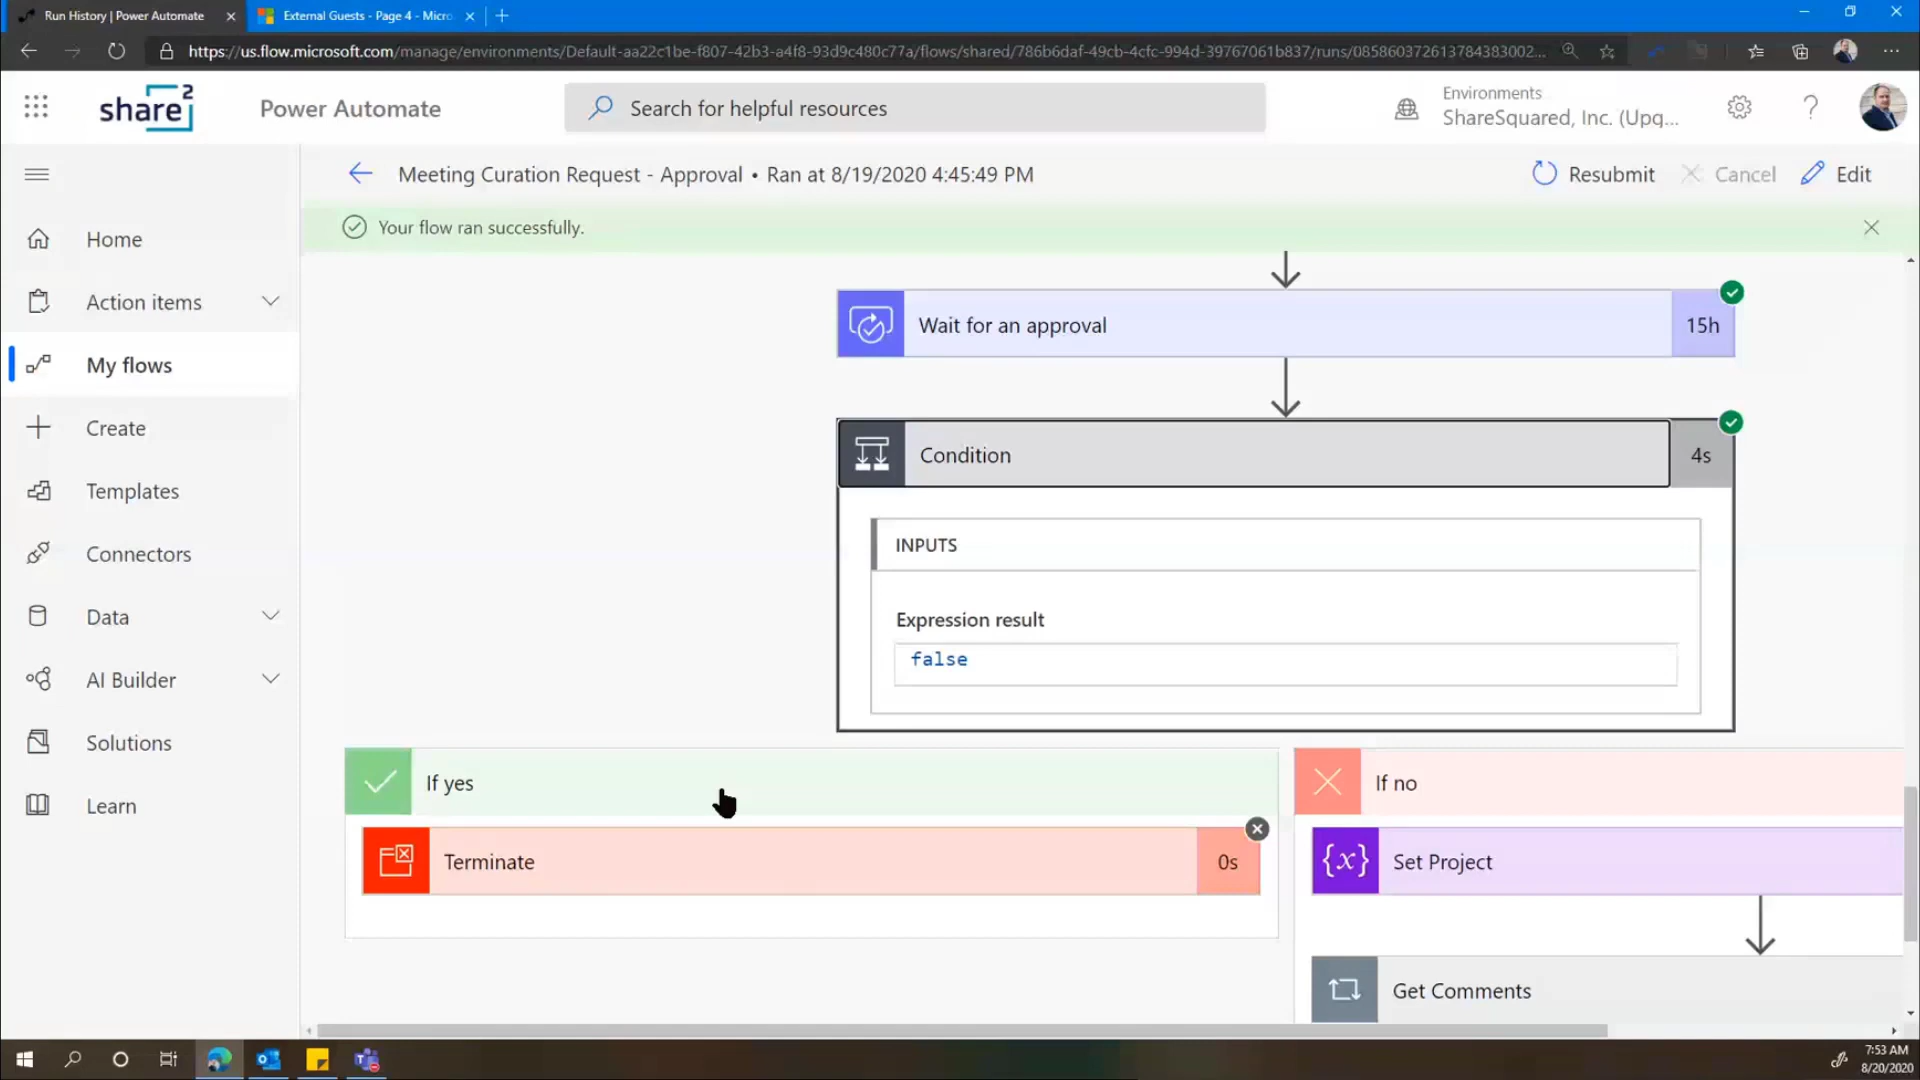 Run History | Power Automate
External Guests - Page 4 - Micro
https://us.flow.microsoft.com/manage/environments/Default-aa22c1be-f807-42b3-a4f8-93d9c480c77a/flows/shared/786b6daf-49cb-4cfc-994d-39767061b837/runs/085860372613784383002...
share2
Power Automate
Search for helpful resources
Environments
ShareSquared, Inc. (Upq...
Meeting Curation Request - Approval • Ran at 8/19/2020 4:45:49 PM
Resubmit
Cancel
Edit
Your flow ran successfully.
Home
Action items
My flows
Create
Templates
Connectors
Data
AI Builder
Solutions
Learn
Wait for an approval
15h
Condition
4s
INPUTS
Expression result
false
If yes
If no
Terminate
0s
{x}
Set Project
Get Comments
7:53 AM
8/20/2020